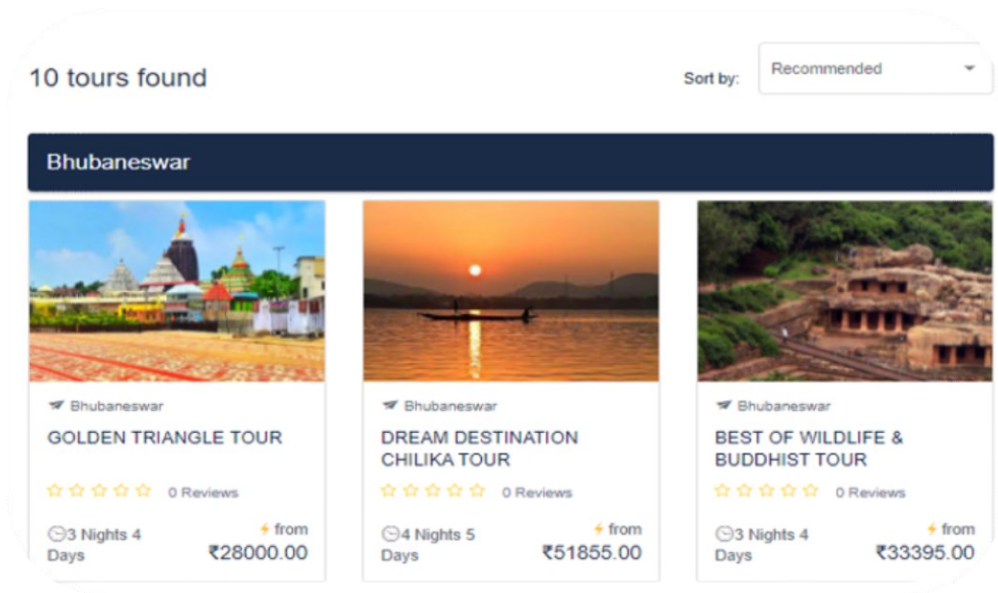 10 tours found
Sort by:
Recommended
Bhubaneswar
Bhubaneswar
GOLDEN TRIANGLE TOUR
0 Reviews
3 Nights 4
Days
from
₹28000.00
Bhubaneswar
DREAM DESTINATION
CHILIKA TOUR
0 Reviews
4 Nights 5
Days
from
₹51855.00
Bhubaneswar
BEST OF WILDLIFE &
BUDDHIST TOUR
0 Reviews
3 Nights 4
Days
from
₹33395.00